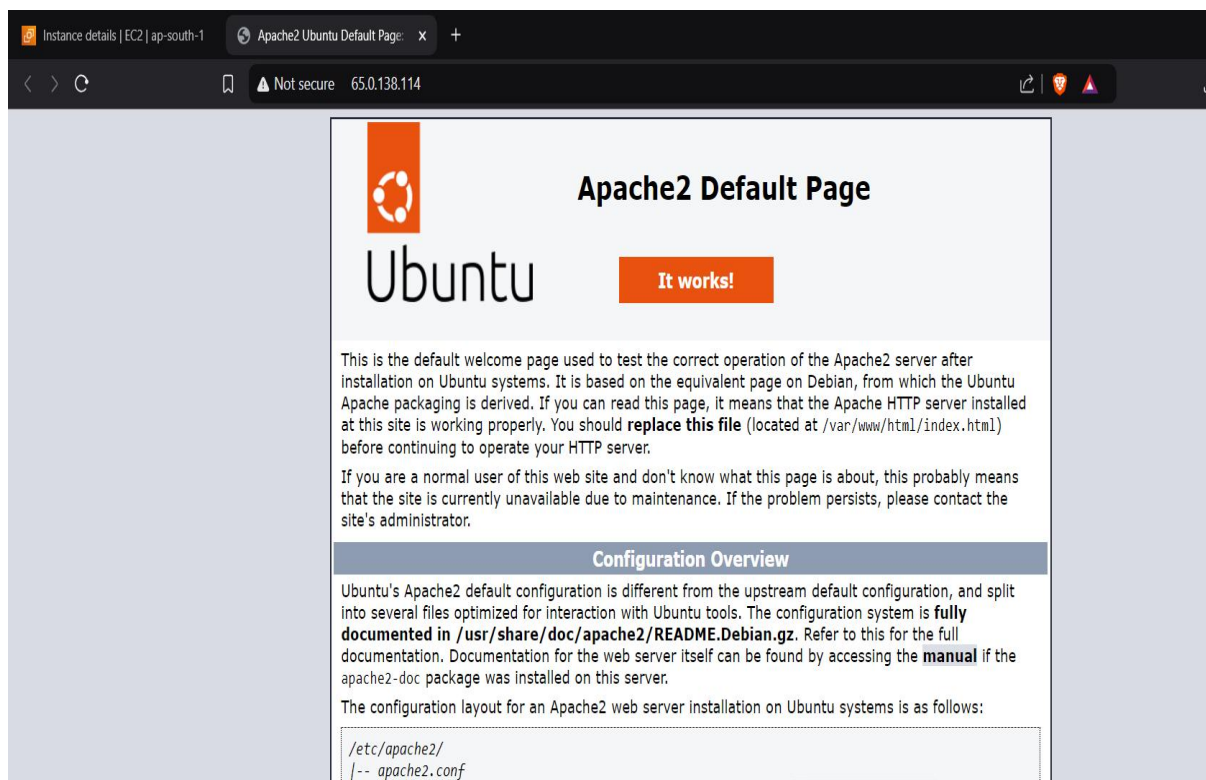 Instance details | EC2 | ap-south-1
Apache2 Ubuntu Default Page:
Not secure 65.0.138.114
Apache2 Default Page
Ubuntu
It works!
This is the default welcome page used to test the correct operation of the Apache2 server after
installation on Ubuntu systems. It is based on the equivalent page on Debian, from which the Ubuntu
Apache packaging is derived. If you can read this page, it means that the Apache HTTP server installed
at this site is working properly. You should replace this file (located at /var/www/html/index.html)
before continuing to operate your HTTP server.
If you are a normal user of this web site and don't know what this page is about, this probably means
that the site is currently unavailable due to maintenance. If the problem persists, please contact the
site's administrator.
Configuration Overview
Ubuntu's Apache2 default configuration is different from the upstream default configuration, and split
into several files optimized for interaction with Ubuntu tools. The configuration system is fully
documented in /usr/share/doc/apache2/README.Debian.gz. Refer to this for the full
documentation. Documentation for the web server itself can be found by accessing the manual if the
apache2-doc package was installed on this server.
The configuration layout for an Apache2 web server installation on Ubuntu systems is as follows:
/etc/apache2/
|-- apache2.conf